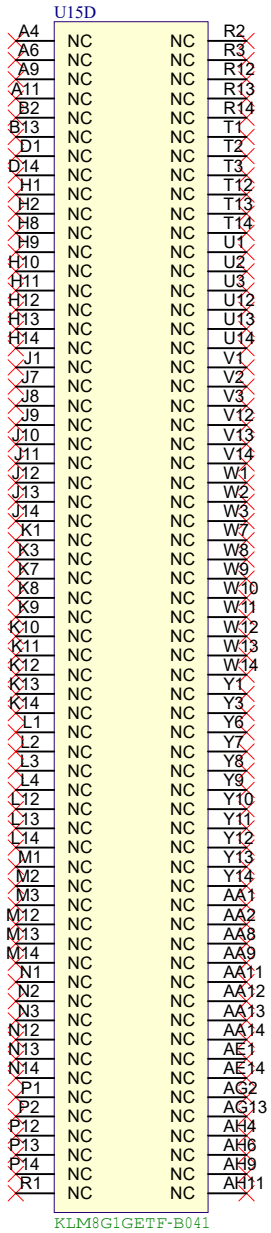 U15D
A4 NC NC R2
A6 NC NC R3
A9 NC NC R12
A11 NC NC R13
B2 NC NC R14
B13 NC NC T1
D1 NC NC T2
D14 NC NC T3
H1 NC NC T12
H2 NC NC T13
H8 NC NC T14
H9 NC NC U1
H10 NC NC U2
H11 NC NC U3
H12 NC NC U12
H13 NC NC U13
H14 NC NC U14
J1 NC NC V1
J7 NC NC V2
J8 NC NC V3
J9 NC NC V12
J10 NC NC V13
J11 NC NC V14
J12 NC NC W1
J13 NC NC W2
J14 NC NC W3
K1 NC NC W7
K3 NC NC W8
K7 NC NC W9
K8 NC NC W10
K9 NC NC W11
K10 NC NC W12
K11 NC NC W13
K12 NC NC W14
K13 NC NC Y1
K14 NC NC Y3
L1 NC NC Y6
L2 NC NC Y7
L3 NC NC Y8
L4 NC NC Y9
L12 NC NC Y10
L13 NC NC Y11
L14 NC NC Y12
M1 NC NC Y13
M2 NC NC Y14
M3 NC NC AA1
M12 NC NC AA2
M13 NC NC AA8
M14 NC NC AA9
N1 NC NC AA11
N2 NC NC AA12
N3 NC NC AA13
N12 NC NC AA14
N13 NC NC AE1
N14 NC NC AE14
P1 NC NC AG2
P2 NC NC AG13
P12 NC NC AH4
P13 NC NC AH6
P14 NC NC AH9
R1 NC NC AH11
KLM8G1GETF-B041